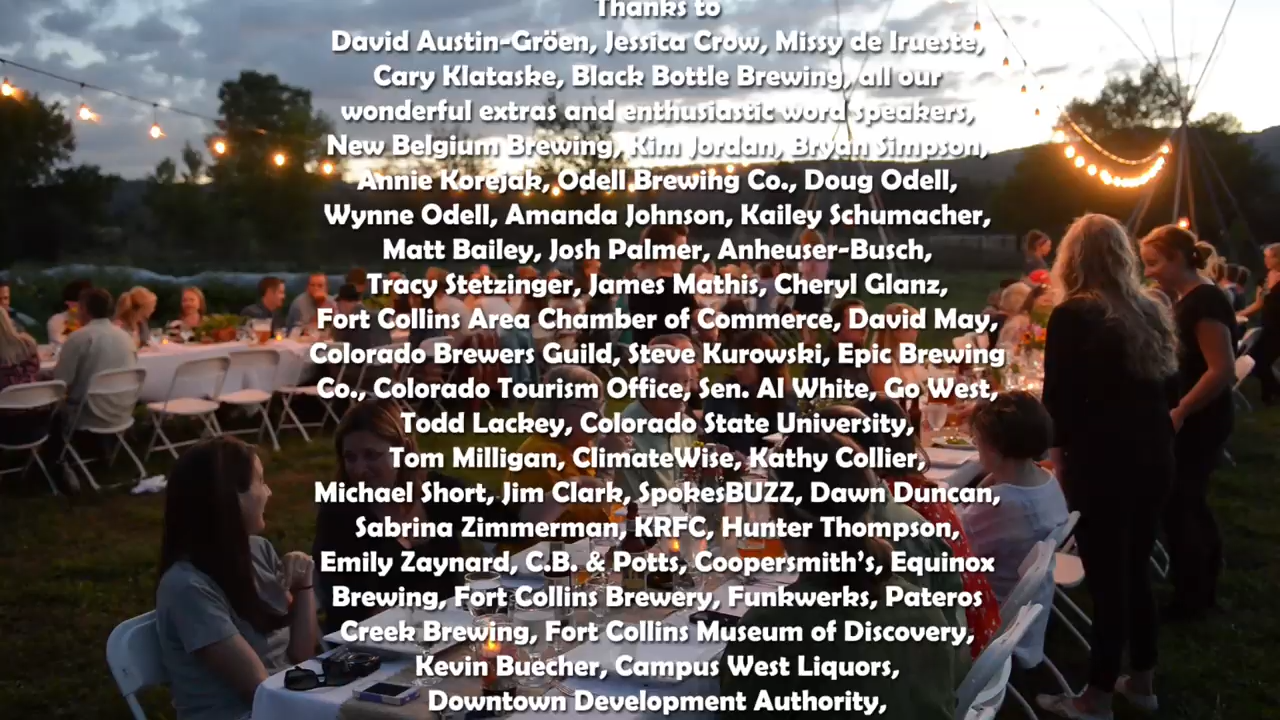 Thanks to
David Austin-Gröen, Jessica Crow, Missy de Irueste,
Cary Klataske, Black Bottle Brewing, all our
wonderful extras and enthusiastic word speakers,
New Belgium Brewing, Kim Jordan, Bryan Simpson,
Annie Korejak, Odell Brewing Co., Doug Odell,
Wynne Odell, Amanda Johnson, Kailey Schumacher,
Matt Bailey, Josh Palmer, Anheuser-Busch,
Tracy Stetzinger, James Mathis, Cheryl Glanz,
Fort Collins Area Chamber of Commerce, David May,
Colorado Brewers Guild, Steve Kurowski, Epic Brewing
Co., Colorado Tourism Office, Sen. Al White, Go West,
Todd Lackey, Colorado State University,
Tom Milligan, ClimateWise, Kathy Collier,
Michael Short, Jim Clark, SpokesBUZZ, Dawn Duncan,
Sabrina Zimmerman, KRFC, Hunter Thompson,
Emily Zaynard, C.B. & Potts, Coopersmith’s, Equinox
Brewing, Fort Collins Brewery, Funkwerks, Pateros
Creek Brewing, Fort Collins Museum of Discovery,
Kevin Buecher, Campus West Liquors,
Downtown Development Authority,